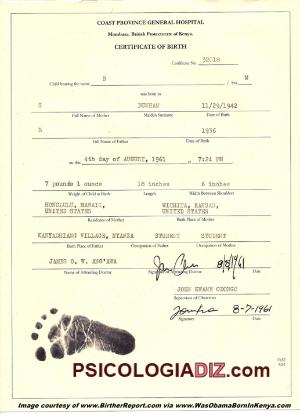 COAST PROVINCE GENERAL HOSPITAL
Mombasa, British Protectorate of Kenya.
CERTIFICATE OF BIRTH
Certificate No. 32018
Child bearing the name B / Sex M
was born to
S DUNHAM 11/29/1942
Full Name of Mother Maiden Surname Date of Birth
B 1936
Full Name of Father Date of Birth
on this 4th day of AUGUST, 1961 at 7:24 PM
7 pounds 1 ounce 18 inches 6 inches
Weight of Child at Birth Length Width Between Shoulders
HONOLULU, HAWAII, WICHITA, KANSAS,
UNITED STATES UNITED STATES
Residence of Mother Birth Place of Mother
KANYADHIANG VILLAGE, NYANZA STUDENT STUDENT
Birth Place of Father Occupation of Father Occupation of Mother
JAMES O. W. ANG'AWA 8/8/1961
Name of Attending Doctor Attending Doctor Date
JOHN KWAME ODONGO
Supervisor of Obstetrics
8-7-1961
Signature Date
PSICOLOGIADIZ.com
Image courtesy of www.BirtherReport.com via www.WasObamaBornInKenya.com